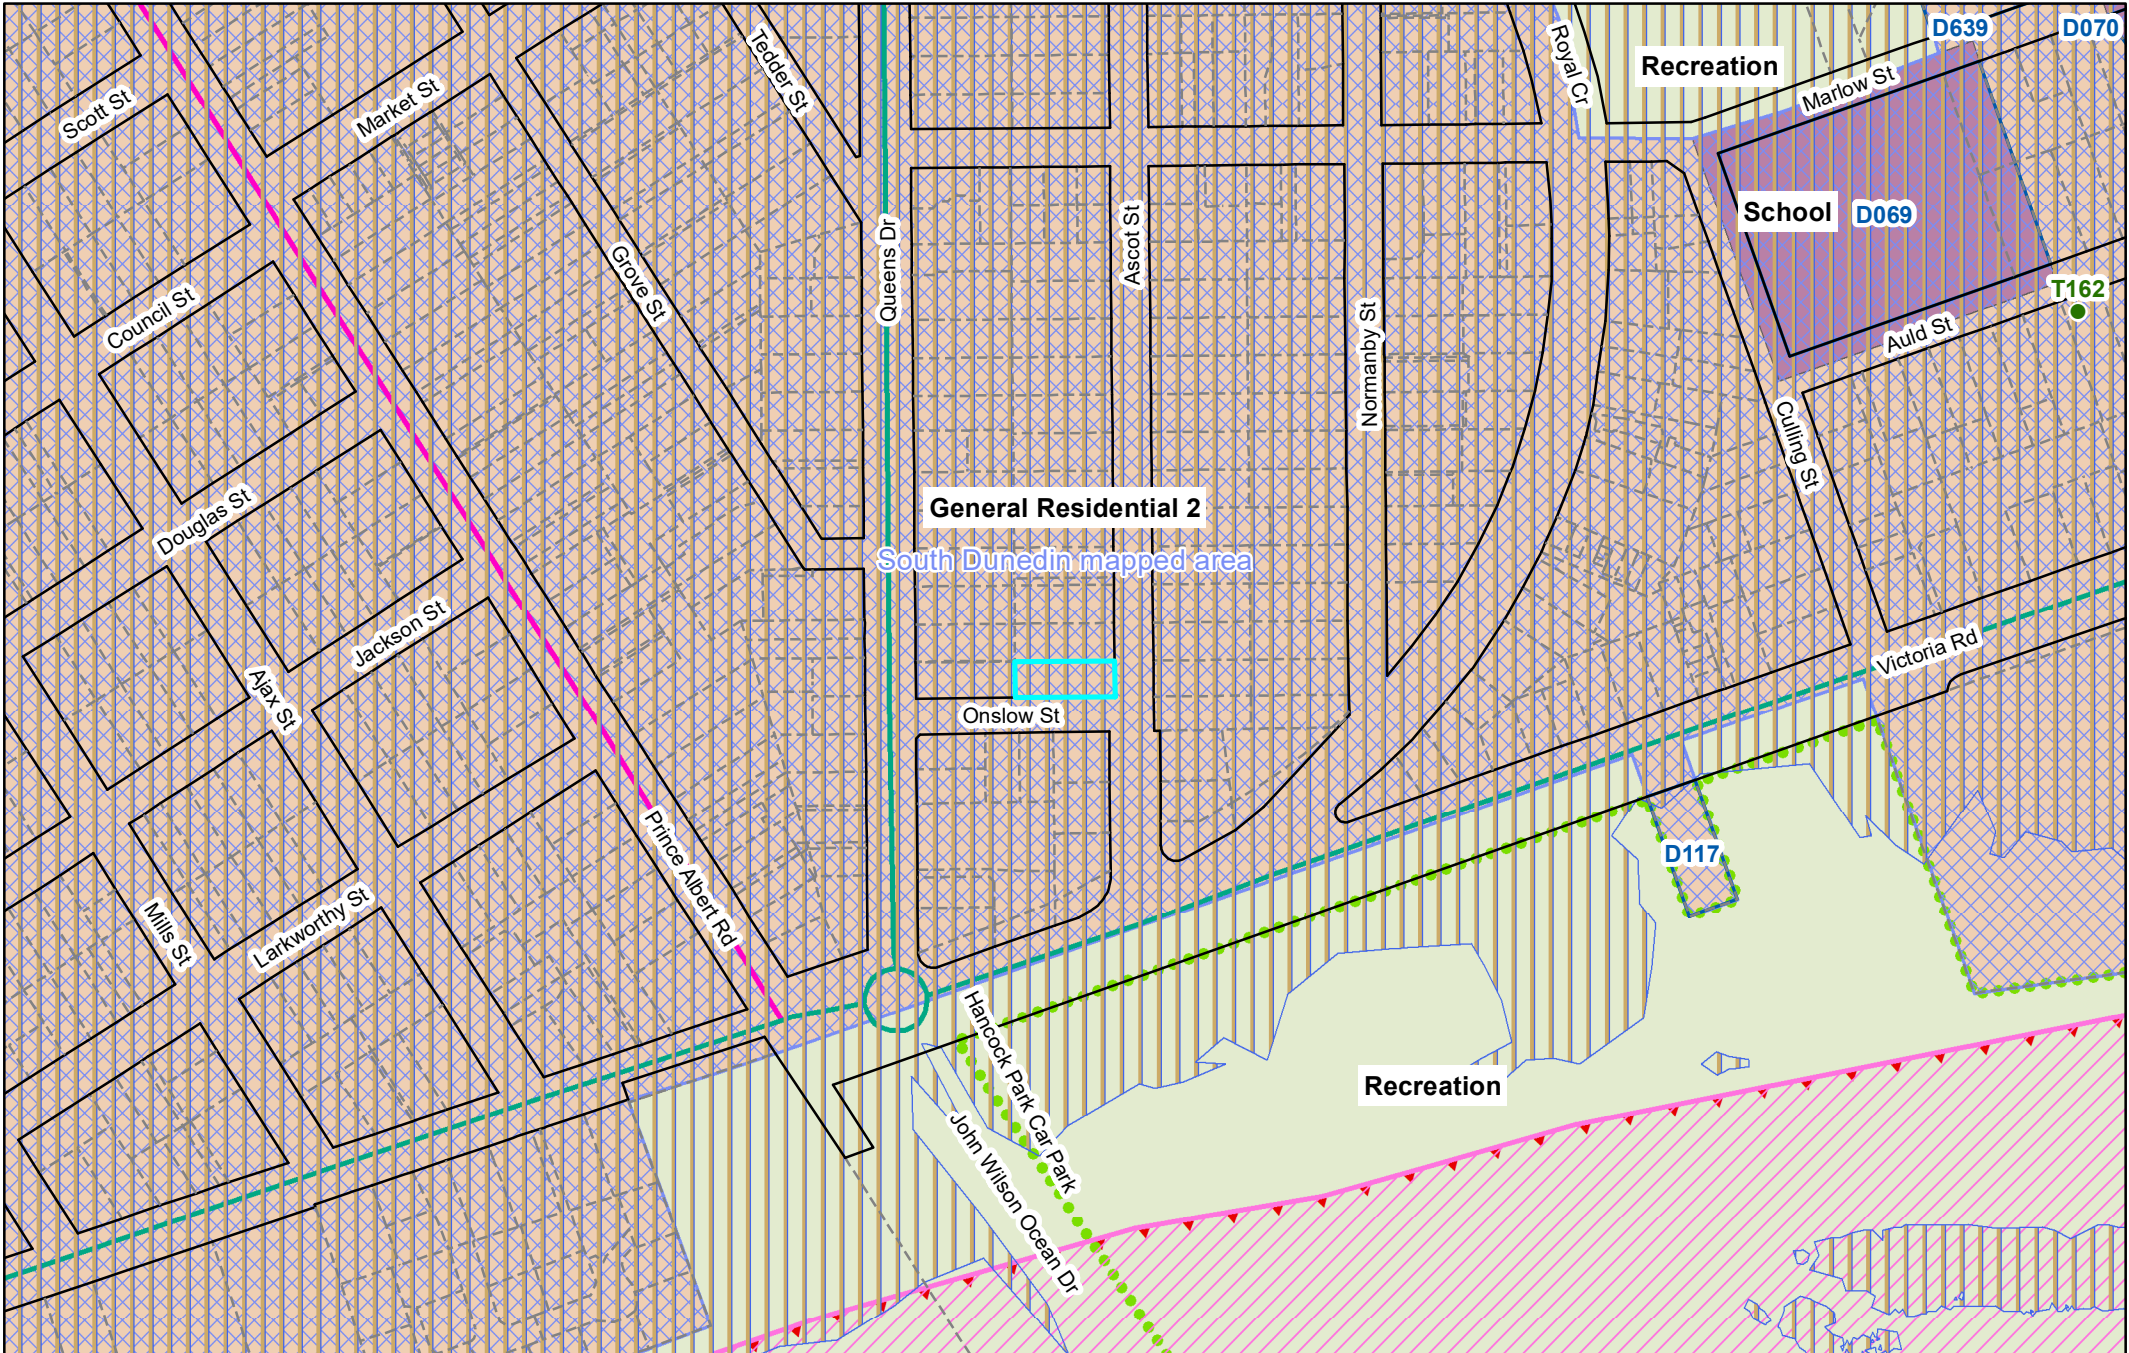 D639
D070
Recreation
Royal Cr
Tedder St
Marlow St
Market St
Scott St
School
D069
Queens Dr
Ascot St
Grove St
T162
Council St
Auld St
Normanby St
Culling St
General Residential 2
South Dunedin mapped area
Douglas St
Jackson St
Victoria Rd
Ajax St
Onslow St
D117
Prince Albert Rd
Larkworthy St
Mills St
Hancock Park Car Park
Recreation
John Wilson Ocean Dr